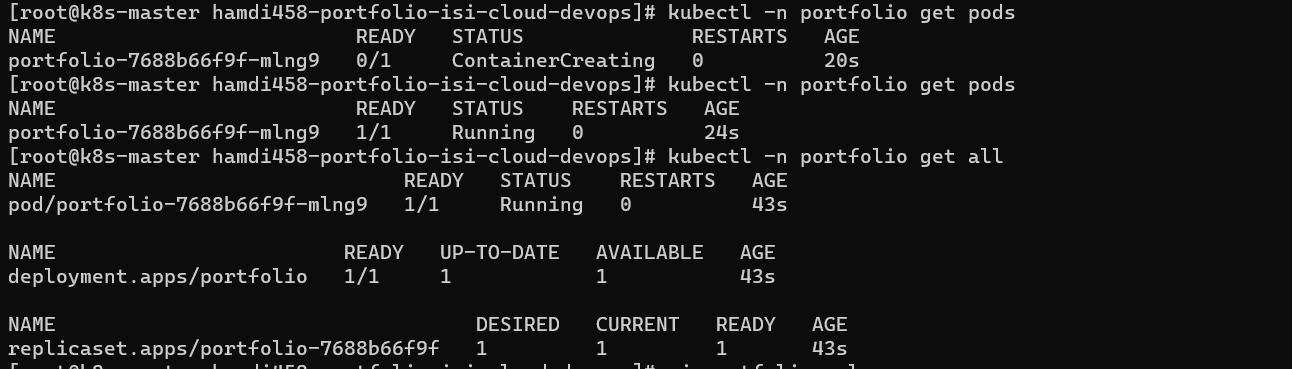 [root@k8s-master hamdi458-portfolio-isi-cloud-devops]# kubectl -n portfolio get pods
NAME                         READY   STATUS              RESTARTS   AGE
portfolio-7688b66f9f-mlng9   0/1     ContainerCreating   0          20s
[root@k8s-master hamdi458-portfolio-isi-cloud-devops]# kubectl -n portfolio get pods
NAME                         READY   STATUS    RESTARTS   AGE
portfolio-7688b66f9f-mlng9   1/1     Running   0          24s
[root@k8s-master hamdi458-portfolio-isi-cloud-devops]# kubectl -n portfolio get all
NAME                             READY   STATUS    RESTARTS   AGE
pod/portfolio-7688b66f9f-mlng9   1/1     Running   0          43s
NAME                        READY   UP-TO-DATE   AVAILABLE   AGE
deployment.apps/portfolio   1/1     1            1           43s
NAME                                   DESIRED   CURRENT   READY   AGE
replicaset.apps/portfolio-7688b66f9f   1         1         1       43s